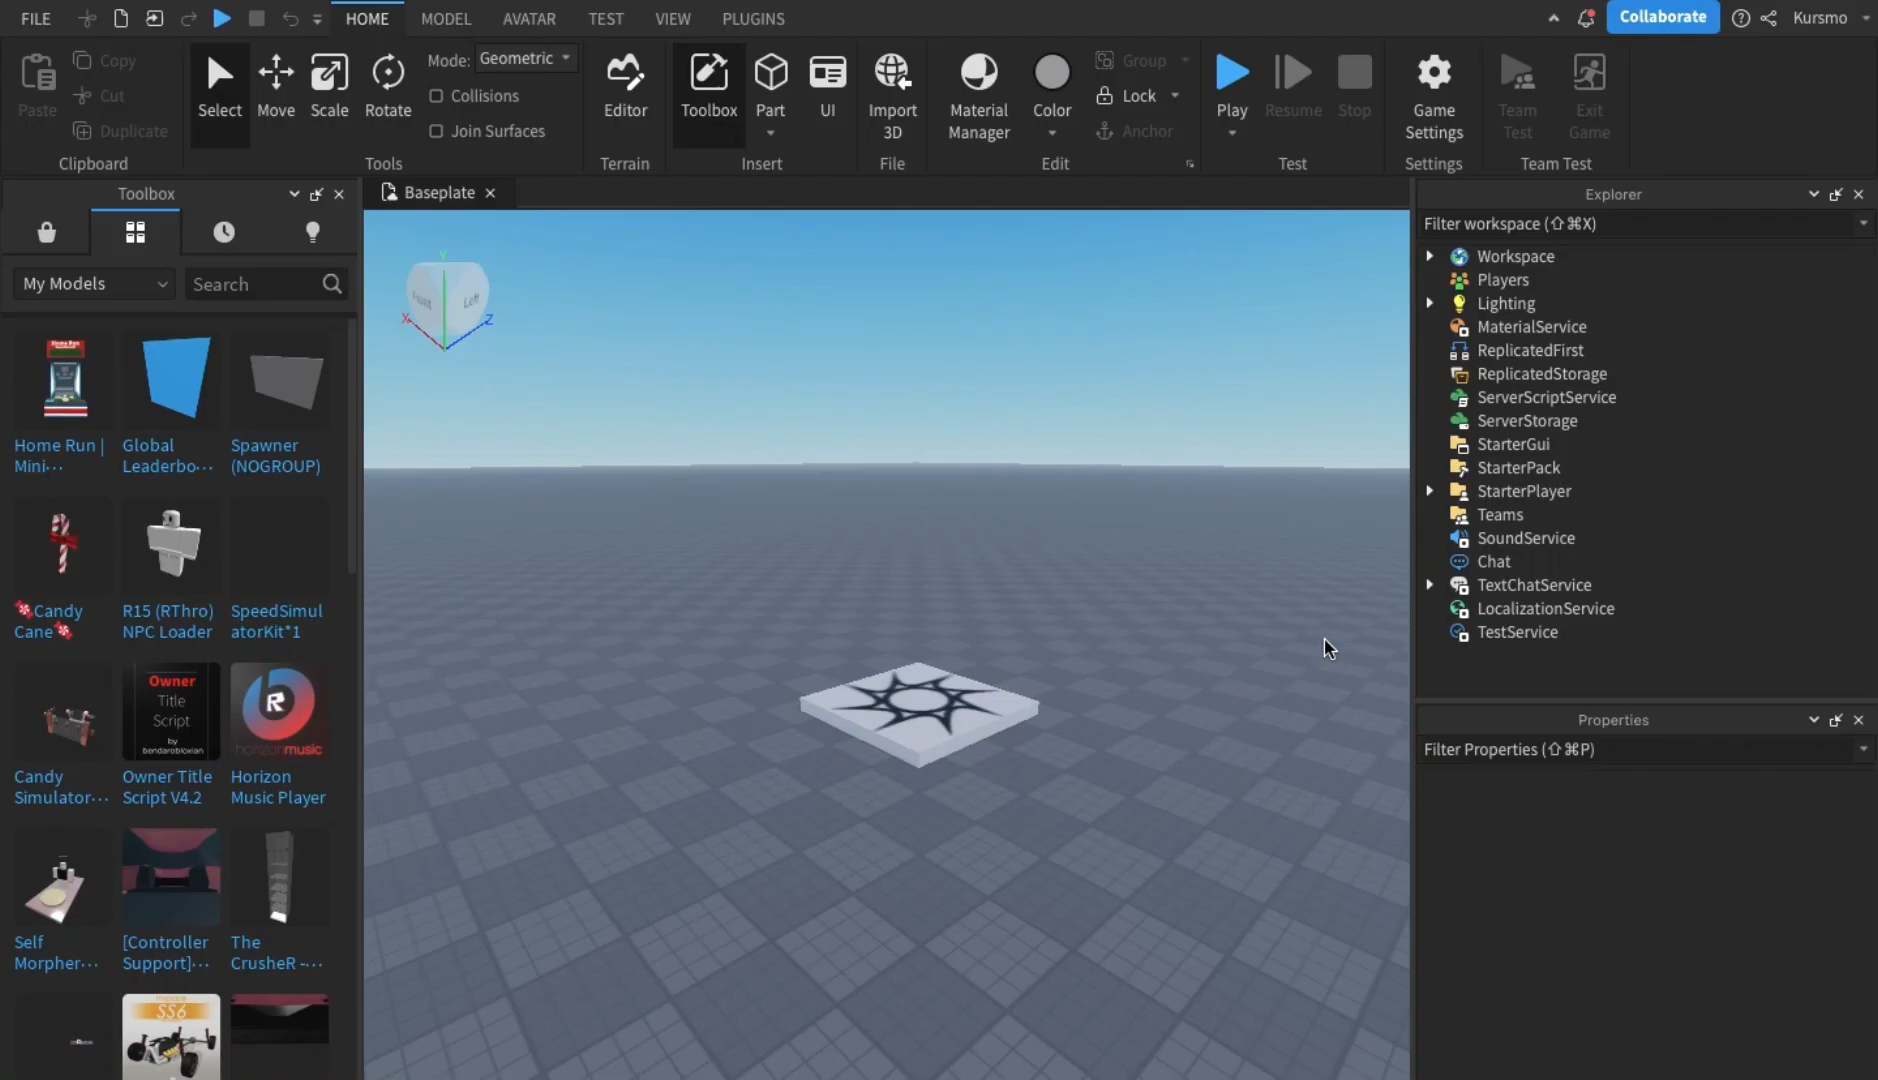 FILE
HOME
MODEL
AVATAR
TEST
VIEW
PLUGINS
Collaborate
Kursmo
Paste
Copy
Cut
Duplicate
Clipboard
Select
Move
Scale
Rotate
Mode: Geometric
Collisions
Join Surfaces
Tools
Editor
Terrain
Toolbox
Part
UI
Insert
Import
3D
File
Material
Manager
Color
Group
Lock
Anchor
Edit
Play
Resume
Stop
Test
Game
Settings
Settings
Team
Test
Exit
Game
Team Test
Toolbox
My Models
Search
Home Run |
Mini···
Global
Leaderbo···
Spawner
(NOGROUP)
Candy
Cane
R15 (RThro)
NPC Loader
SpeedSimul
atorKit*1
Owner
Title
Script
by
bendarobloxian
horizonmusic
Candy
Simulator···
Owner Title
Script V4.2
Horizon
Music Player
Self
Morpher···
[Controller
Support]···
The
CrusheR -···
SS6
Baseplate
Y
Front
Left
X
Z
Explorer
Filter workspace (⇧⌘X)
Workspace
Players
Lighting
MaterialService
ReplicatedFirst
ReplicatedStorage
ServerScriptService
ServerStorage
StarterGui
StarterPack
StarterPlayer
Teams
SoundService
Chat
TextChatService
LocalizationService
TestService
Properties
Filter Properties (⇧⌘P)